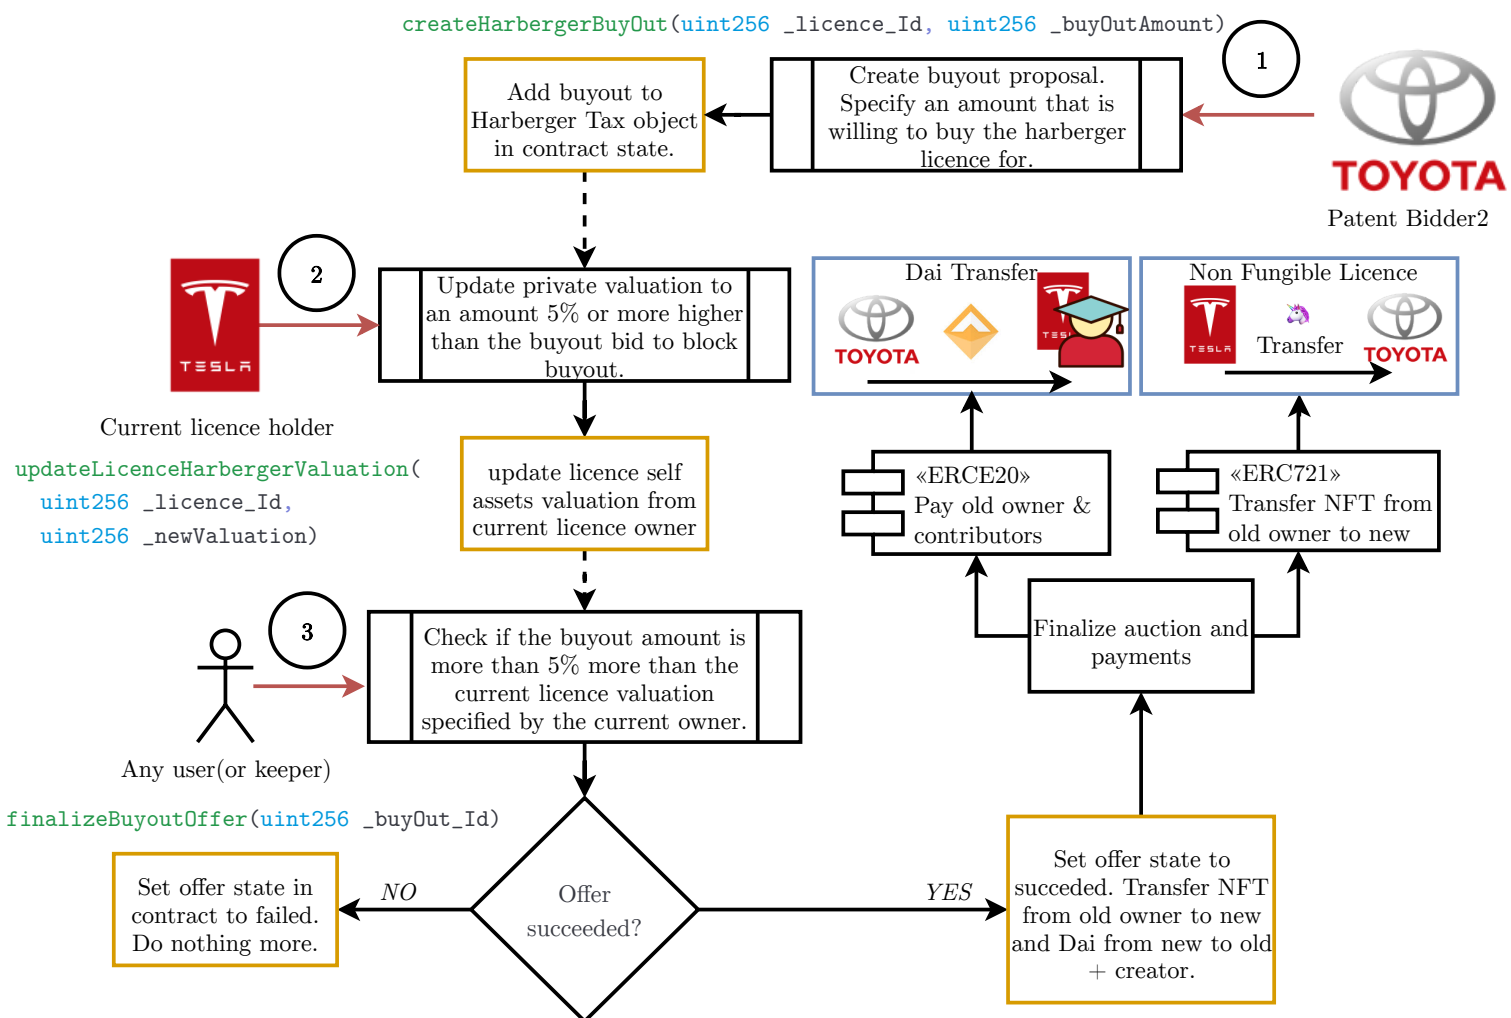 createHarbergerBuyOut(uint256 _licence_Id, uint256 _buyOutAmount)
1
Create buyout proposal.
Specify an amount that is
willing to buy the harberger
licence for.
Add buyout to
Harberger Tax object
in contract state.
TOYOTA
Patent Bidder2
2
TESLA
Current licence holder
updateLicenceHarbergerValuation(
uint256 _licence_Id,
uint256 _newValuation)
Update private valuation to
an amount 5% or more higher
than the buyout bid to block
buyout.
Dai Transfer
TOYOTA
TESL
Non Fungible Licence
TESLA
Transfer
TOYOTA
update licence self
assets valuation from
current licence owner
«ERCE20»
Pay old owner &
contributors
«ERC721»
Transfer NFT from
old owner to new
3
Any user(or keeper)
finalizeBuyoutOffer(uint256 _buyOut_Id)
Check if the buyout amount is
more than 5% more than the
current licence valuation
specified by the current owner.
Finalize auction and
payments
Offer
succeeded?
NO
Set offer state in
contract to failed.
Do nothing more.
YES
Set offer state to
succeded. Transfer NFT
from old owner to new
and Dai from new to old
+ creator.